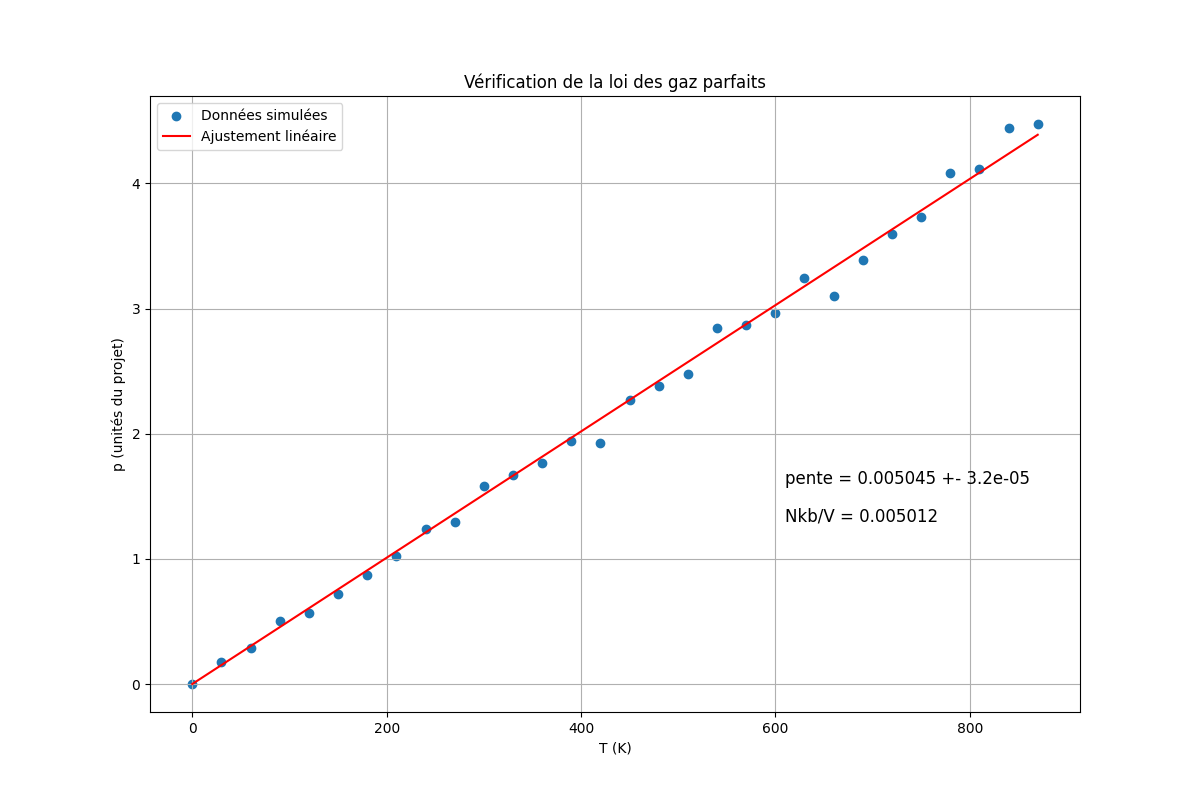 Vérification de la loi des gaz parfaits
Données simulées
Ajustement linéaire
p (unités du projet)
4
3
2
1
0
pente = 0.005045 +- 3.2e-05
Nkb/V = 0.005012
0 200 400 600 800
T (K)